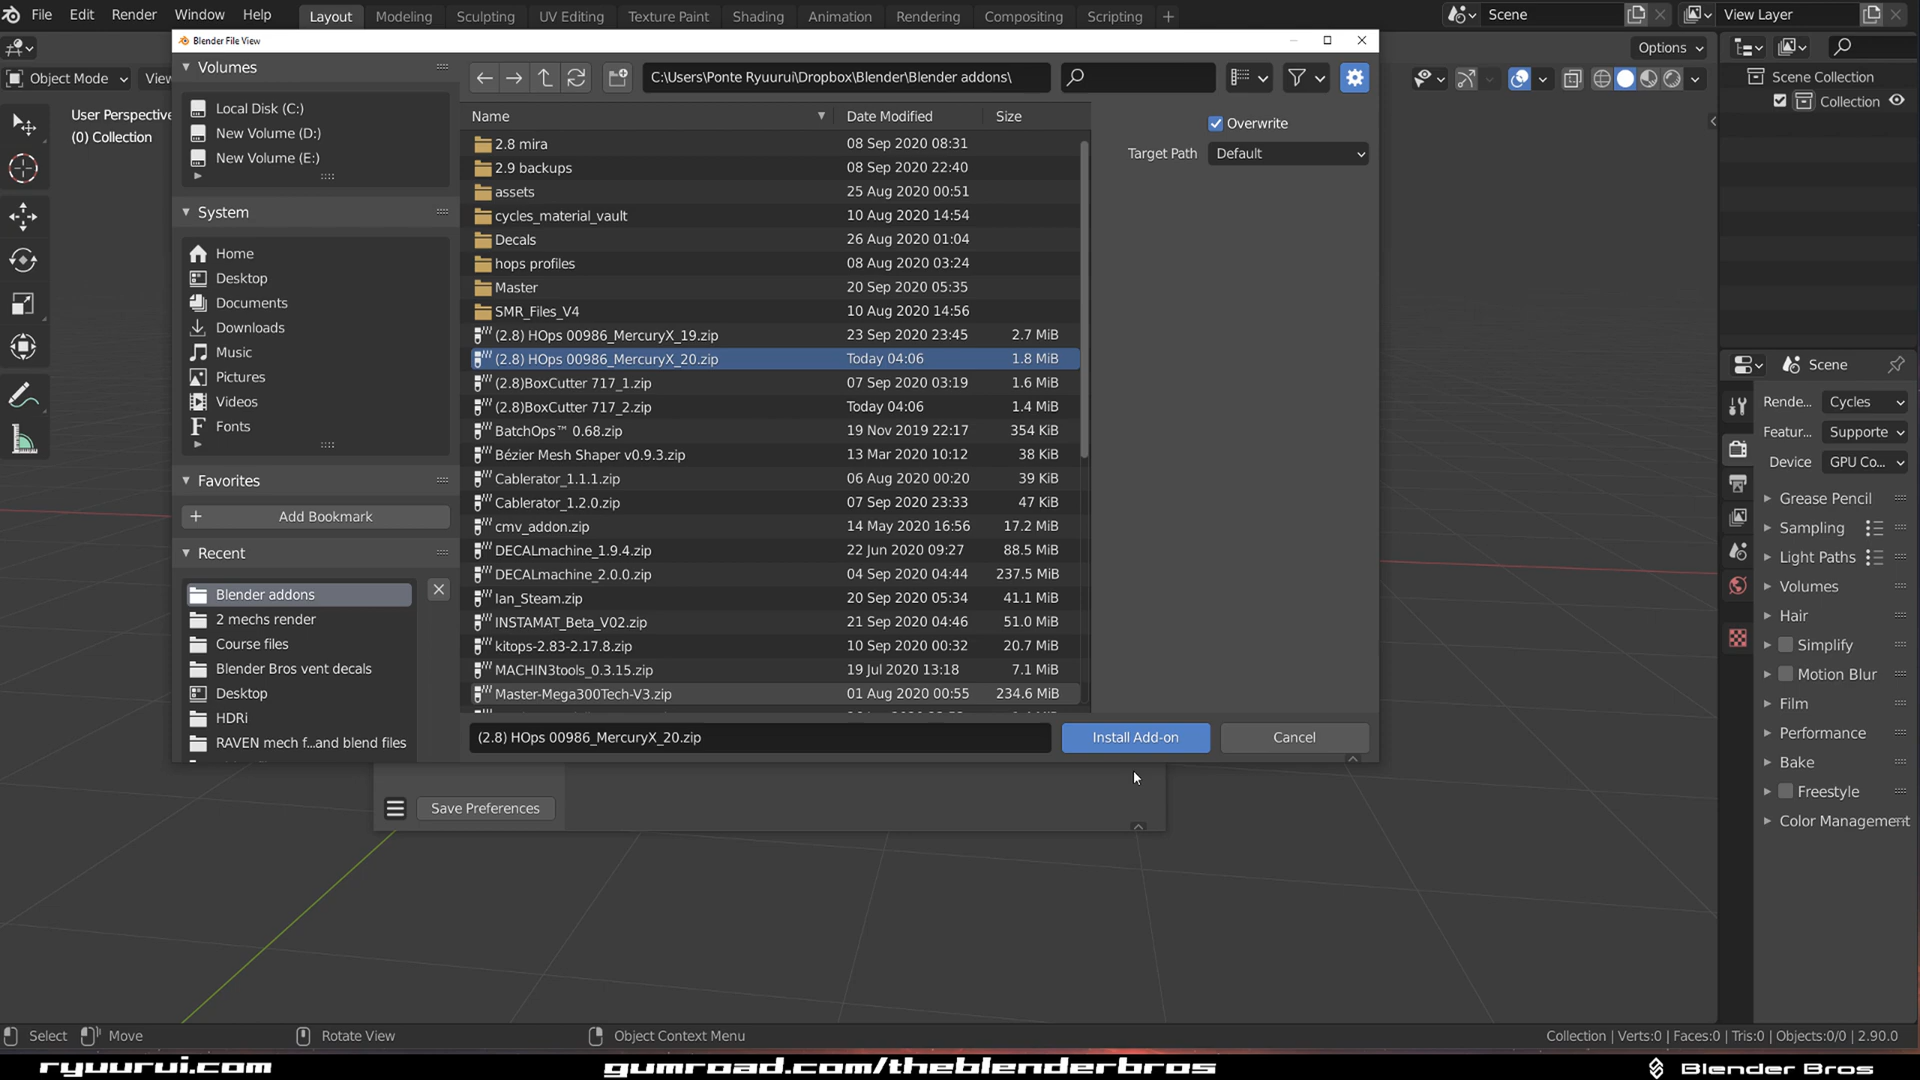 File Edit Render Window Help Layout Modeling Sculpting UV Editing Texture Paint Shading Animation Rendering Compositing Scripting + Scene View Layer
Blender File View
Options
Object Mode View
User Perspective
(0) Collection
Volumes
Local Disk (C:)
New Volume (D:)
New Volume (E:)
System
Home
Desktop
Documents
Downloads
Music
Pictures
Videos
Fonts
Favorites
Add Bookmark
Recent
Blender addons
2 mechs render
Course files
Blender Bros vent decals
Desktop
HDRi
RAVEN mech f...and blend files
C:\Users\Ponte Ryuurui\Dropbox\Blender\Blender addons\
Name Date Modified Size
2.8 mira 08 Sep 2020 08:31
2.9 backups 08 Sep 2020 22:40
assets 25 Aug 2020 00:51
cycles_material_vault 10 Aug 2020 14:54
Decals 26 Aug 2020 01:04
hops profiles 08 Aug 2020 03:24
Master 20 Sep 2020 05:35
SMR_Files_V4 10 Aug 2020 14:56
(2.8) HOps 00986_MercuryX_19.zip 23 Sep 2020 23:45 2.7 MiB
(2.8) HOps 00986_MercuryX_20.zip Today 04:06 1.8 MiB
(2.8)BoxCutter 717_1.zip 07 Sep 2020 03:19 1.6 MiB
(2.8)BoxCutter 717_2.zip Today 04:06 1.4 MiB
BatchOps™ 0.68.zip 19 Nov 2019 22:17 354 KiB
Bézier Mesh Shaper v0.9.3.zip 13 Mar 2020 10:12 38 KiB
Cablerator_1.1.1.zip 06 Aug 2020 00:20 39 KiB
Cablerator_1.2.0.zip 07 Sep 2020 23:33 47 KiB
cmv_addon.zip 14 May 2020 16:56 17.2 MiB
DECALmachine_1.9.4.zip 22 Jun 2020 09:27 88.5 MiB
DECALmachine_2.0.0.zip 04 Sep 2020 04:44 237.5 MiB
Ian_Steam.zip 20 Sep 2020 05:34 41.1 MiB
INSTAMAT_Beta_V02.zip 21 Sep 2020 04:46 51.0 MiB
kitops-2.83-2.17.8.zip 10 Sep 2020 00:32 20.7 MiB
MACHIN3tools_0.3.15.zip 19 Jul 2020 13:18 7.1 MiB
Master-Mega300Tech-V3.zip 01 Aug 2020 00:55 234.6 MiB
(2.8) HOps 00986_MercuryX_20.zip Install Add-on Cancel
Overwrite
Target Path Default
Save Preferences
Scene Collection
Collection
Scene
Rende... Cycles
Featur... Supporte
Device GPU Co...
Grease Pencil
Sampling
Light Paths
Volumes
Hair
Simplify
Motion Blur
Film
Performance
Bake
Freestyle
Color Management
Select Move Rotate View Object Context Menu Collection | Verts:0 | Faces:0 | Tris:0 | Objects:0/0 | 2.90.0
ryuurui.com gumroad.com/theblenderbros Blender Bros